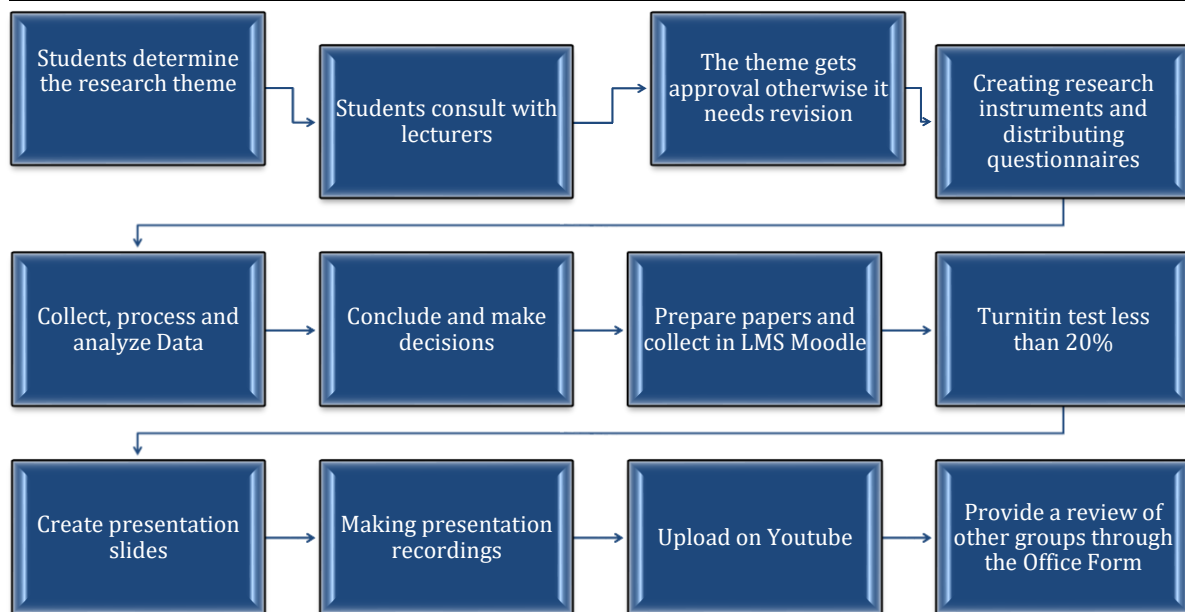 Students determine
the research theme
Students consult with
lecturers
The theme gets
approval otherwise it
needs revision
Creating research
instruments and
distributing
questionnaires
Collect, process and
analyze Data
Conclude and make
decisions
Prepare papers and
collect in LMS Moodle
Turnitin test less
than 20%
Create presentation
slides
Making presentation
recordings
Upload on Youtube
Provide a review of
other groups through
the Office Form